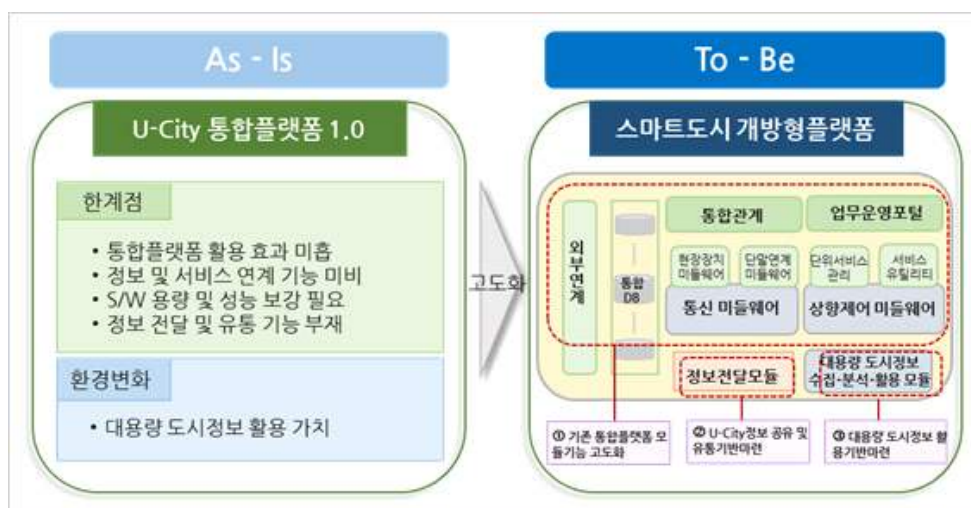 As - Is
U-City 통합플랫폼 1.0
한계점
• 통합플랫폼 활용 효과 미흡
• 정보 및 서비스 연계 기능 미비
• S/W 용량 및 성능 보강 필요
• 정보 전달 및 유통 기능 부재
환경변화
• 대용량 도시정보 활용 가치
고도화
To - Be
스마트도시 개방형플랫폼
외부연계
통합
DB
통합관계
업무운영포털
현장장치
미들웨어
단말연계
미들웨어
단위서비스
관리
서비스
유틸리티
통신 미들웨어
상황제어 미들웨어
정보전달모듈
대용량 도시정보
수집·분석·활용 모듈
① 기존 통합플랫폼 모
듈기능 고도화
② U-City정보 공유 및
유통기반마련
③ 대용량 도시정보 활
용기반마련